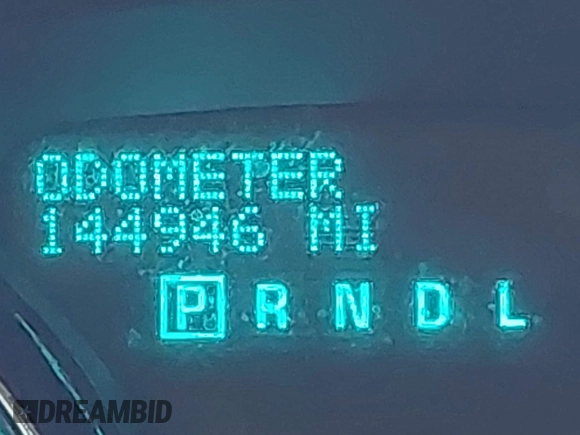 ODOMETER
144946 MI
P R N D L
DREAMBID